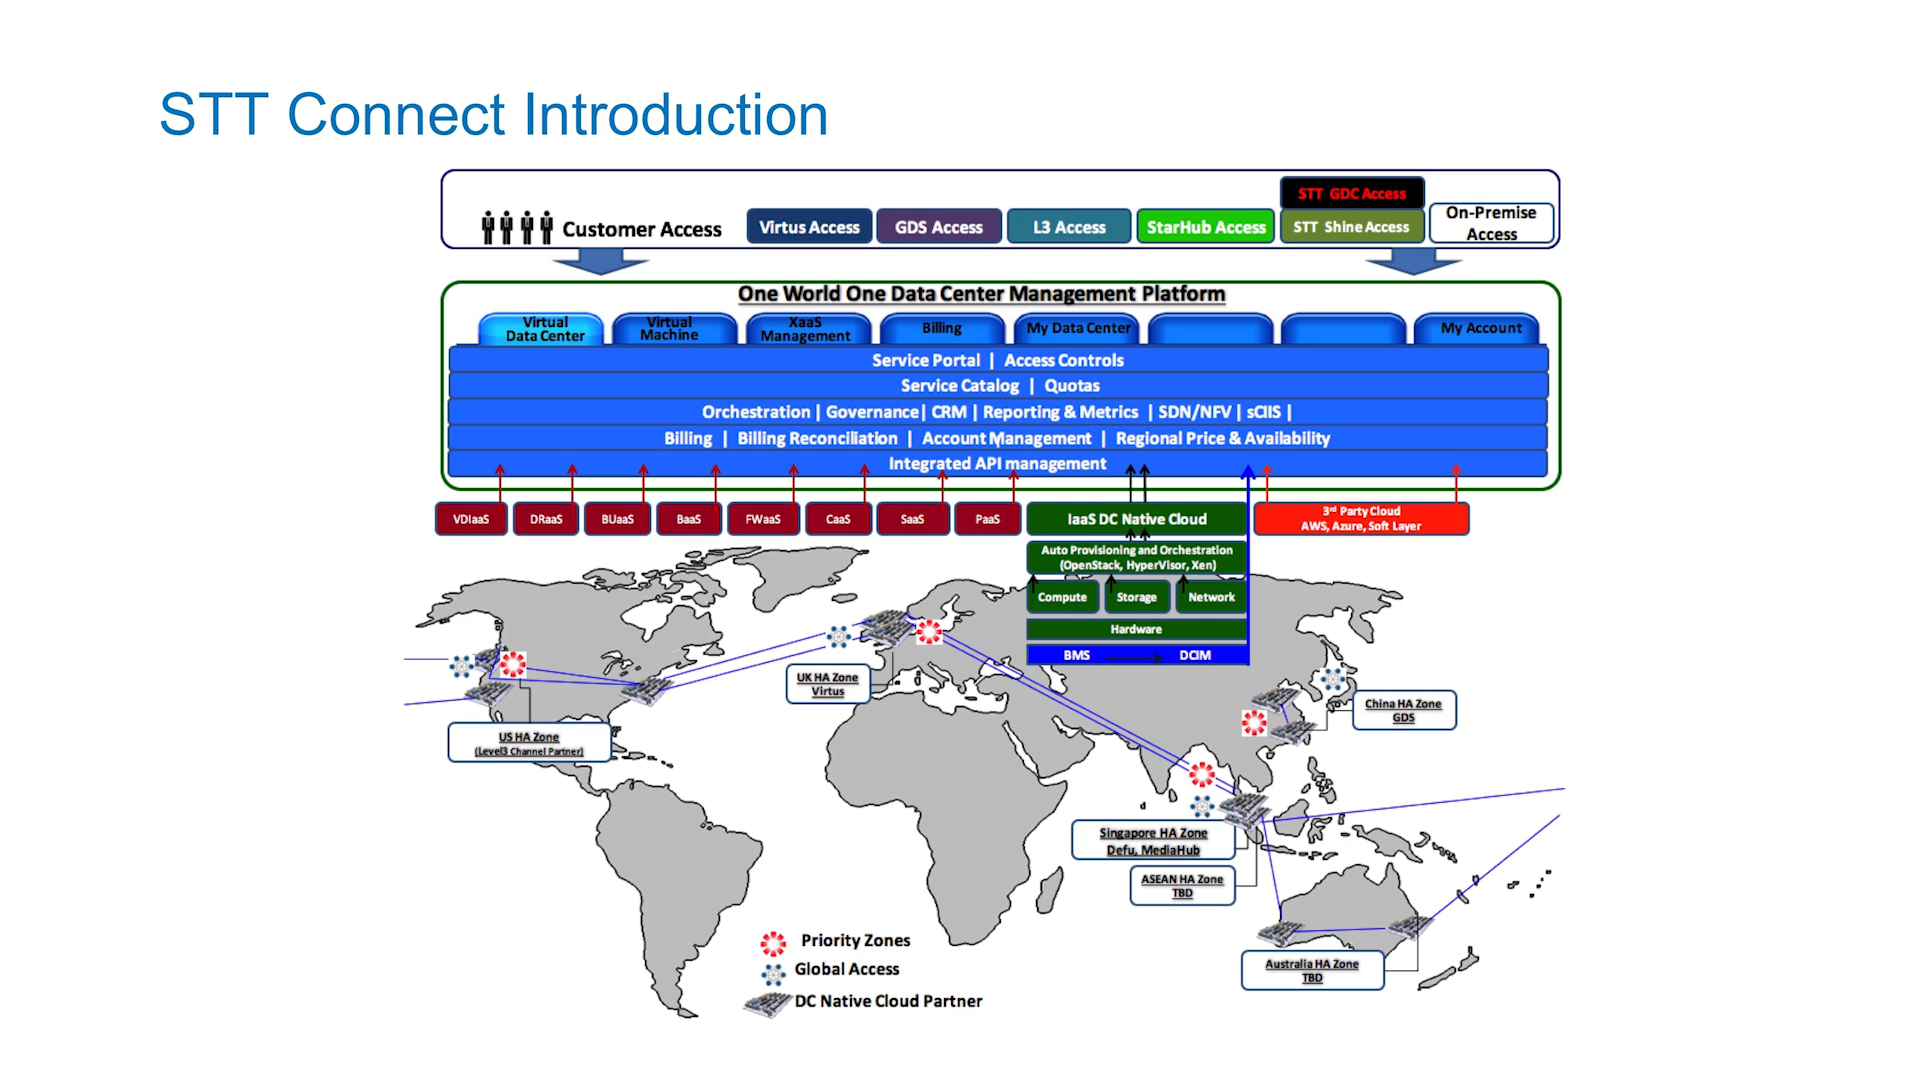 STT Connect Introduction
STT GDC Access
Customer Access
Virtus Access
GDS Access
L3 Access
StarHub Access
STT Shine Access
On-Premise
Access
One World One Data Center Management Platform
Virtual
Data Center
Virtual
Machine
XaaS
Management
Billing
My Data Center
My Account
Service Portal | Access Controls
Service Catalog | Quotas
Orchestration | Governance | CRM | Reporting & Metrics | SDN/NFV | sCIIS |
Billing | Billing Reconciliation | Account Management | Regional Price & Availability
Integrated API management
VDIaaS
DRaaS
BUaaS
BaaS
FWaaS
CaaS
SaaS
PaaS
IaaS DC Native Cloud
3rd Party Cloud
AWS, Azure, Soft Layer
Auto Provisioning and Orchestration
(OpenStack, HyperVisor, Xen)
Compute
Storage
Network
Hardware
BMS
DCIM
UK HA Zone
Virtus
China HA Zone
GDS
US HA Zone
(Level3 Channel Partner)
Singapore HA Zone
Defu, MediaHub
ASEAN HA Zone
TBD
Australia HA Zone
TBD
Priority Zones
Global Access
DC Native Cloud Partner